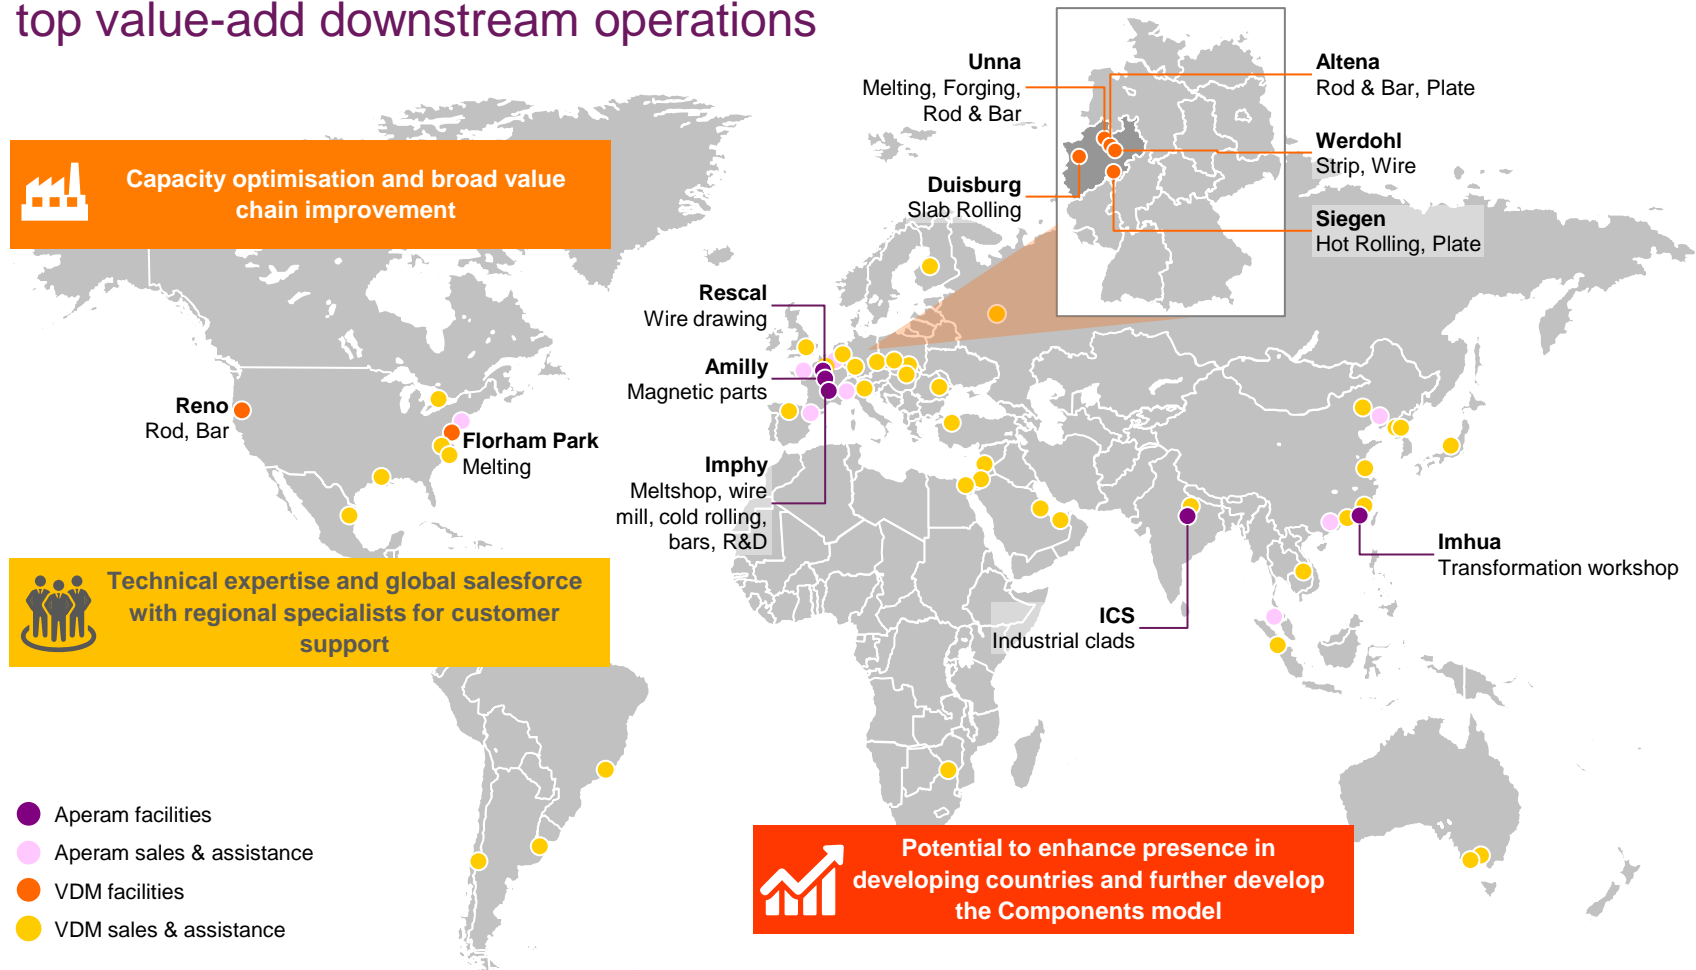 top value-add downstream operations
Capacity optimisation and broad value
chain improvement
Unna
Melting, Forging,
Rod & Bar
Altena
Rod & Bar, Plate
Werdohl
Strip, Wire
Duisburg
Slab Rolling
Siegen
Hot Rolling, Plate
Rescal
Wire drawing
Amilly
Magnetic parts
Reno
Rod, Bar
Florham Park
Melting
Imphy
Meltshop, wire
mill, cold rolling,
bars, R&D
Imhua
Transformation workshop
ICS
Industrial clads
Technical expertise and global salesforce
with regional specialists for customer
support
Aperam facilities
Aperam sales & assistance
VDM facilities
VDM sales & assistance
Potential to enhance presence in
developing countries and further develop
the Components model